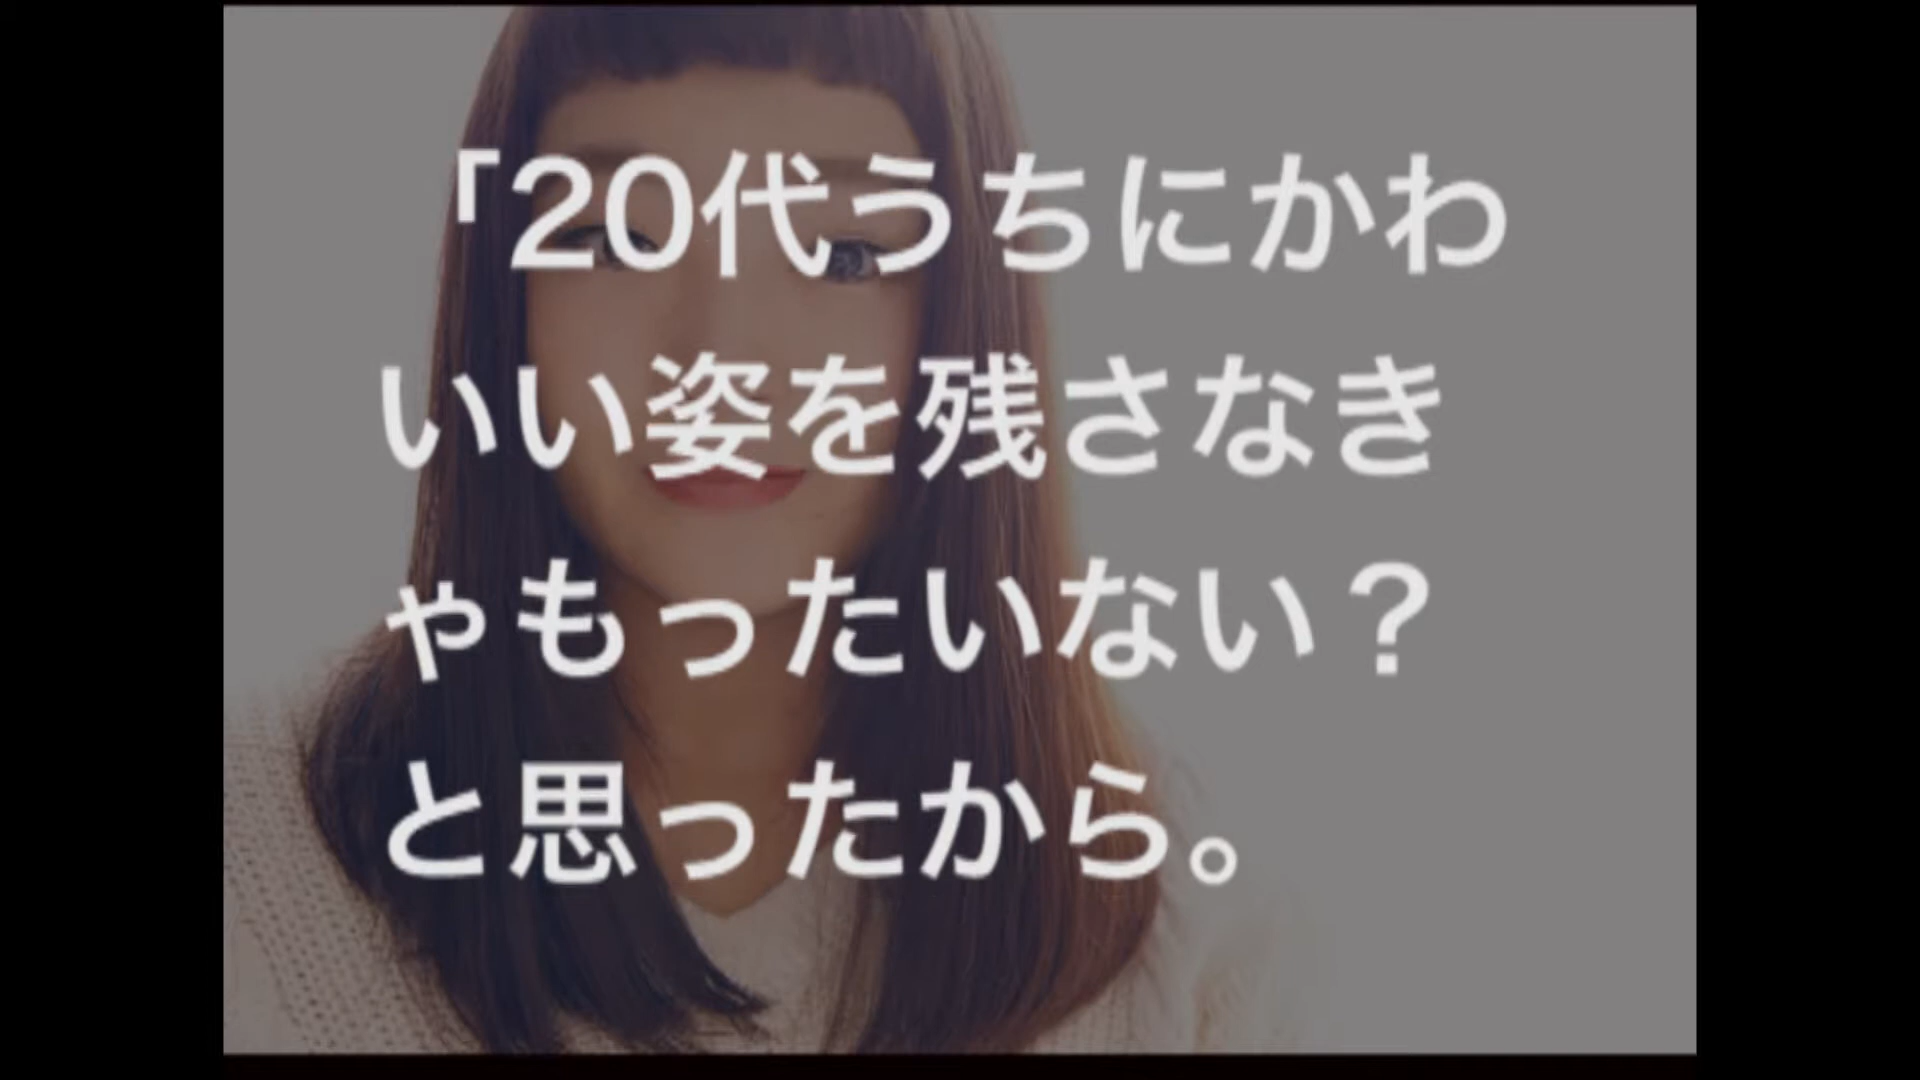 「20代うちにかわ
いい姿を残さなき
ゃもったいない？
と思ったから。